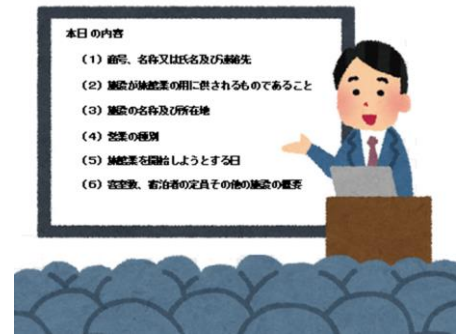 本日の内容
（１）商号、名称又は氏名及び連絡先
（２）施設が旅館業の用に供されるものであること
（３）施設の名称及び所在地
（４）営業の種別
（５）旅館業を開始しようとする日
（６）客室数、宿泊者の定員その他の施設の概要